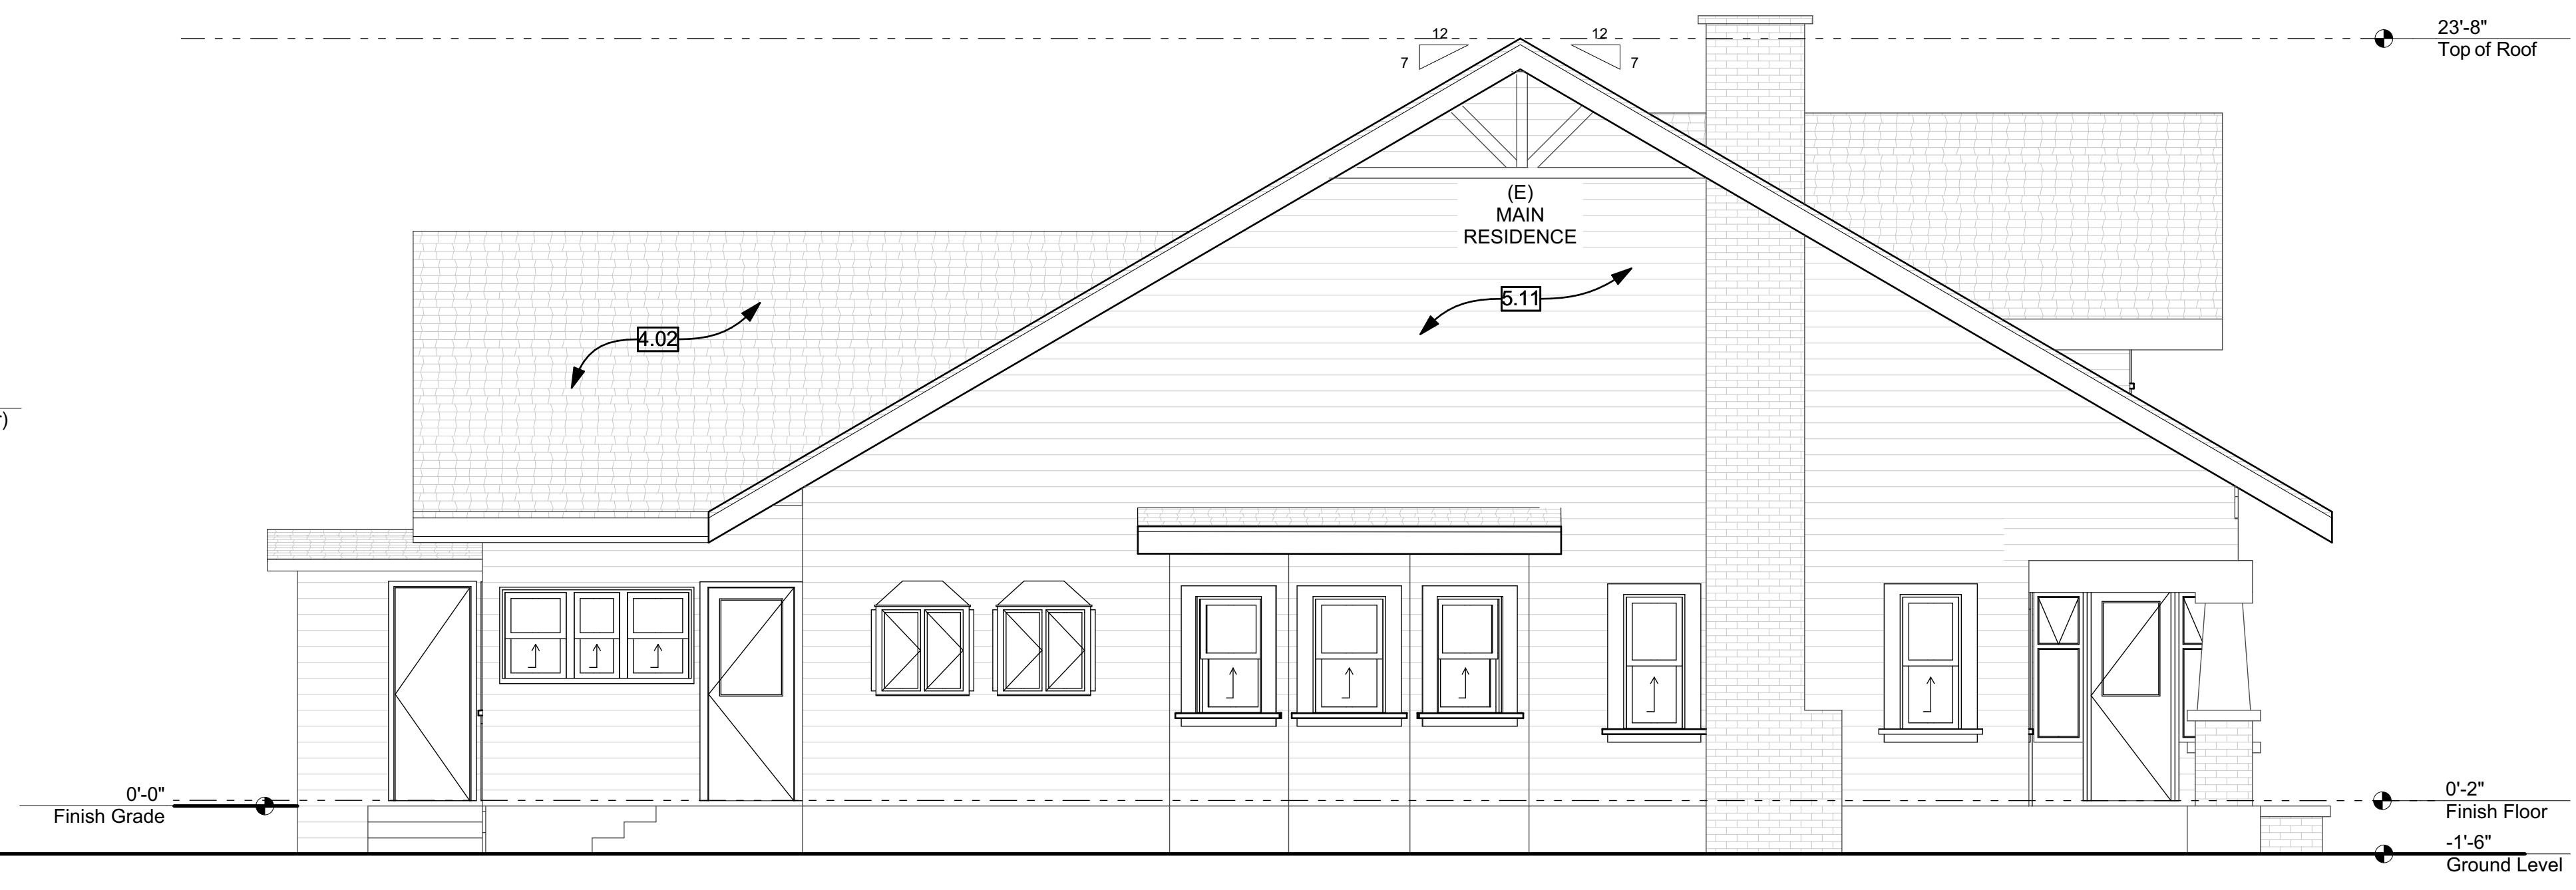 12
12
7
7
23'-8"
Top of Roof
(E)
MAIN
RESIDENCE
5.11
4.02
r)
0'-0"
Finish Grade
0'-2"
Finish Floor
-1'-6"
Ground Level